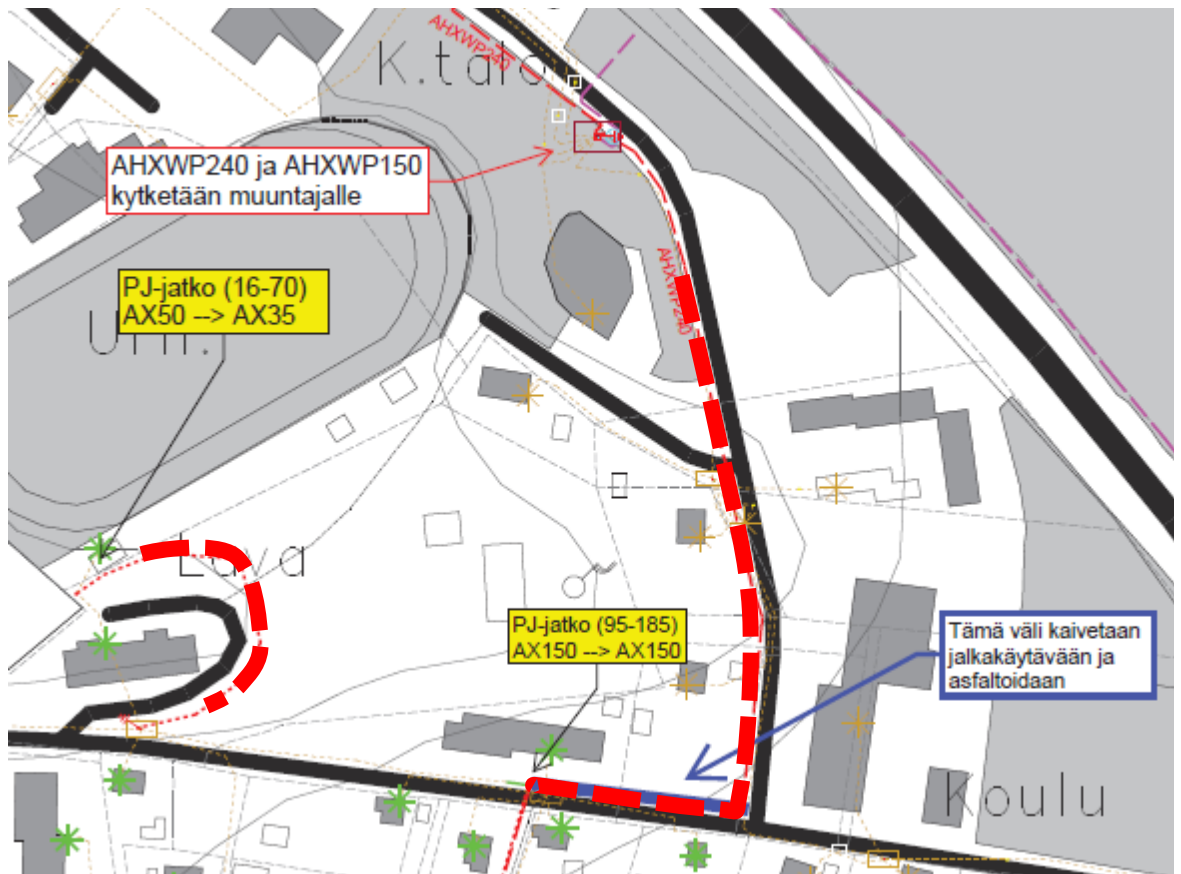 AHXWP240
K.talo
AHXWP240 ja AHXWP150
kytketään muuntajalle
AHXWP240
PJ-jatko (16-70)
AX50 --> AX35
Urh.
Lava
PJ-jatko (95-185)
AX150 --> AX150
Tämä väli kaivetaan
jalkakäytävään ja
asfaltoidaan
Koulu